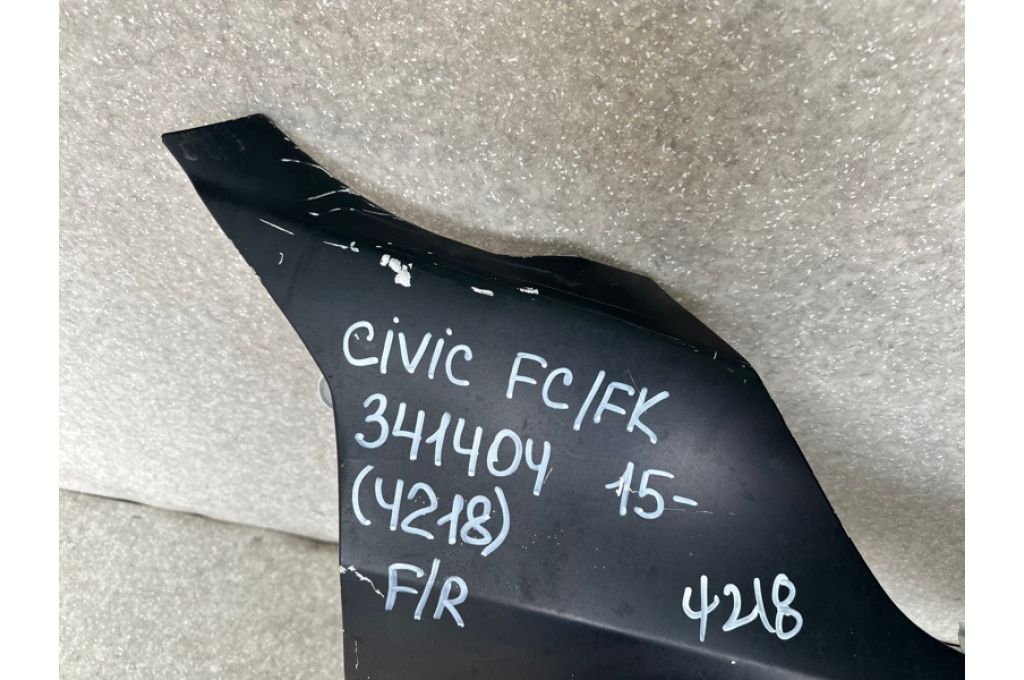 CiViC FC/FK
341404 15-
(4218)
F/R 4218